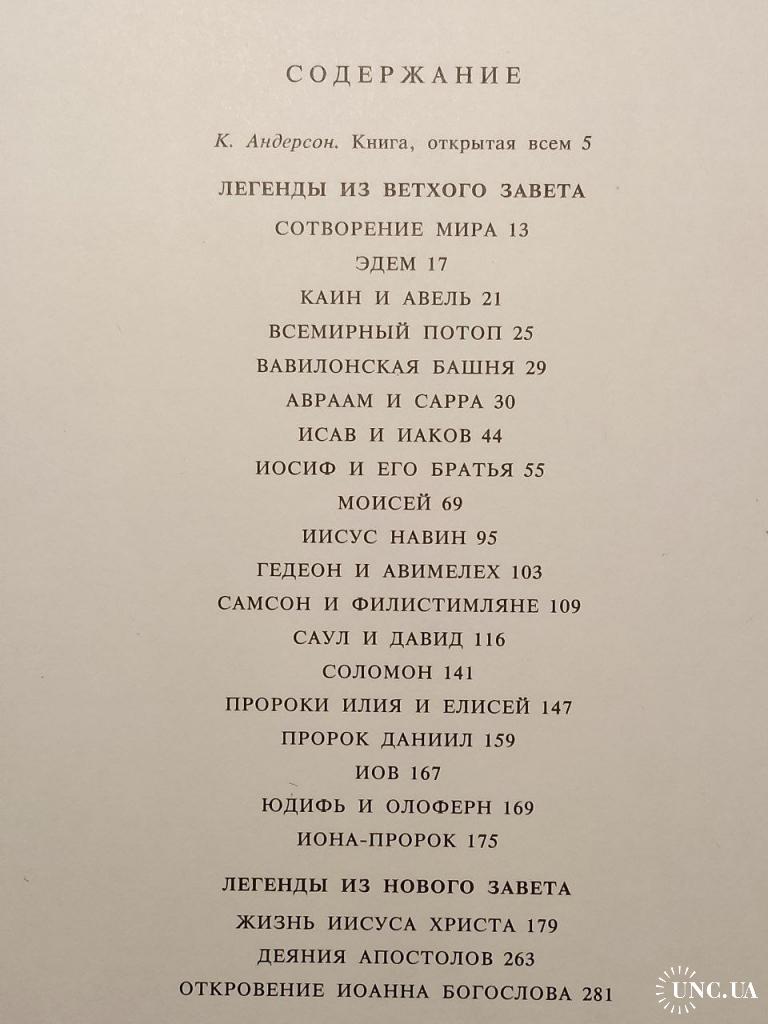 СОДЕРЖАНИЕ
К. Андерсон. Книга, открытая всем 5
ЛЕГЕНДЫ ИЗ ВЕТХОГО ЗАВЕТА
СОТВОРЕНИЕ МИРА 13
ЭДЕМ 17
КАИН И АВЕЛЬ 21
ВСЕМИРНЫЙ ПОТОП 25
ВАВИЛОНСКАЯ БАШНЯ 29
АВРААМ И САРРА 30
ИСАВ И ИАКОВ 44
ИОСИФ И ЕГО БРАТЬЯ 55
МОИСЕЙ 69
ИИСУС НАВИН 95
ГЕДЕОН И АВИМЕЛЕХ 103
САМСОН И ФИЛИСТИМЛЯНЕ 109
САУЛ И ДАВИД 116
СОЛОМОН 141
ПРОРОКИ ИЛИЯ И ЕЛИСЕЙ 147
ПРОРОК ДАНИИЛ 159
ИОВ 167
ЮДИФЬ И ОЛОФЕРН 169
ИОНА-ПРОРОК 175
ЛЕГЕНДЫ ИЗ НОВОГО ЗАВЕТА
ЖИЗНЬ ИИСУСА ХРИСТА 179
ДЕЯНИЯ АПОСТОЛОВ 263
ОТКРОВЕНИЕ ИОАННА БОГОСЛОВА 281
UNC.UA